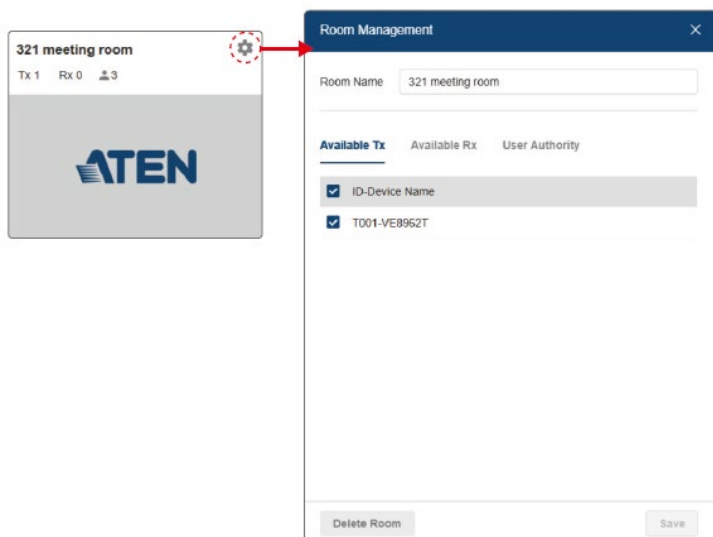 321 meeting room
Tx 1 Rx 0 3
ATEN
Room Management
Room Name 321 meeting room
Available Tx Available Rx User Authority
ID-Device Name
T001-VE8962T
Delete Room Save